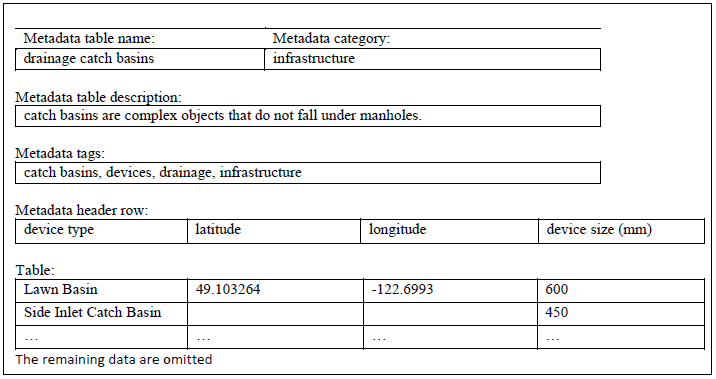 Metadata table name: Metadata category:
drainage catch basins infrastructure
Metadata table description:
catch basins are complex objects that do not fall under manholes.
Metadata tags:
catch basins, devices, drainage, infrastructure
Metadata header row:
device type latitude longitude device size (mm)
Table:
Lawn Basin 49.103264 -122.6993 600
Side Inlet Catch Basin 450
… … … …
The remaining data are omitted